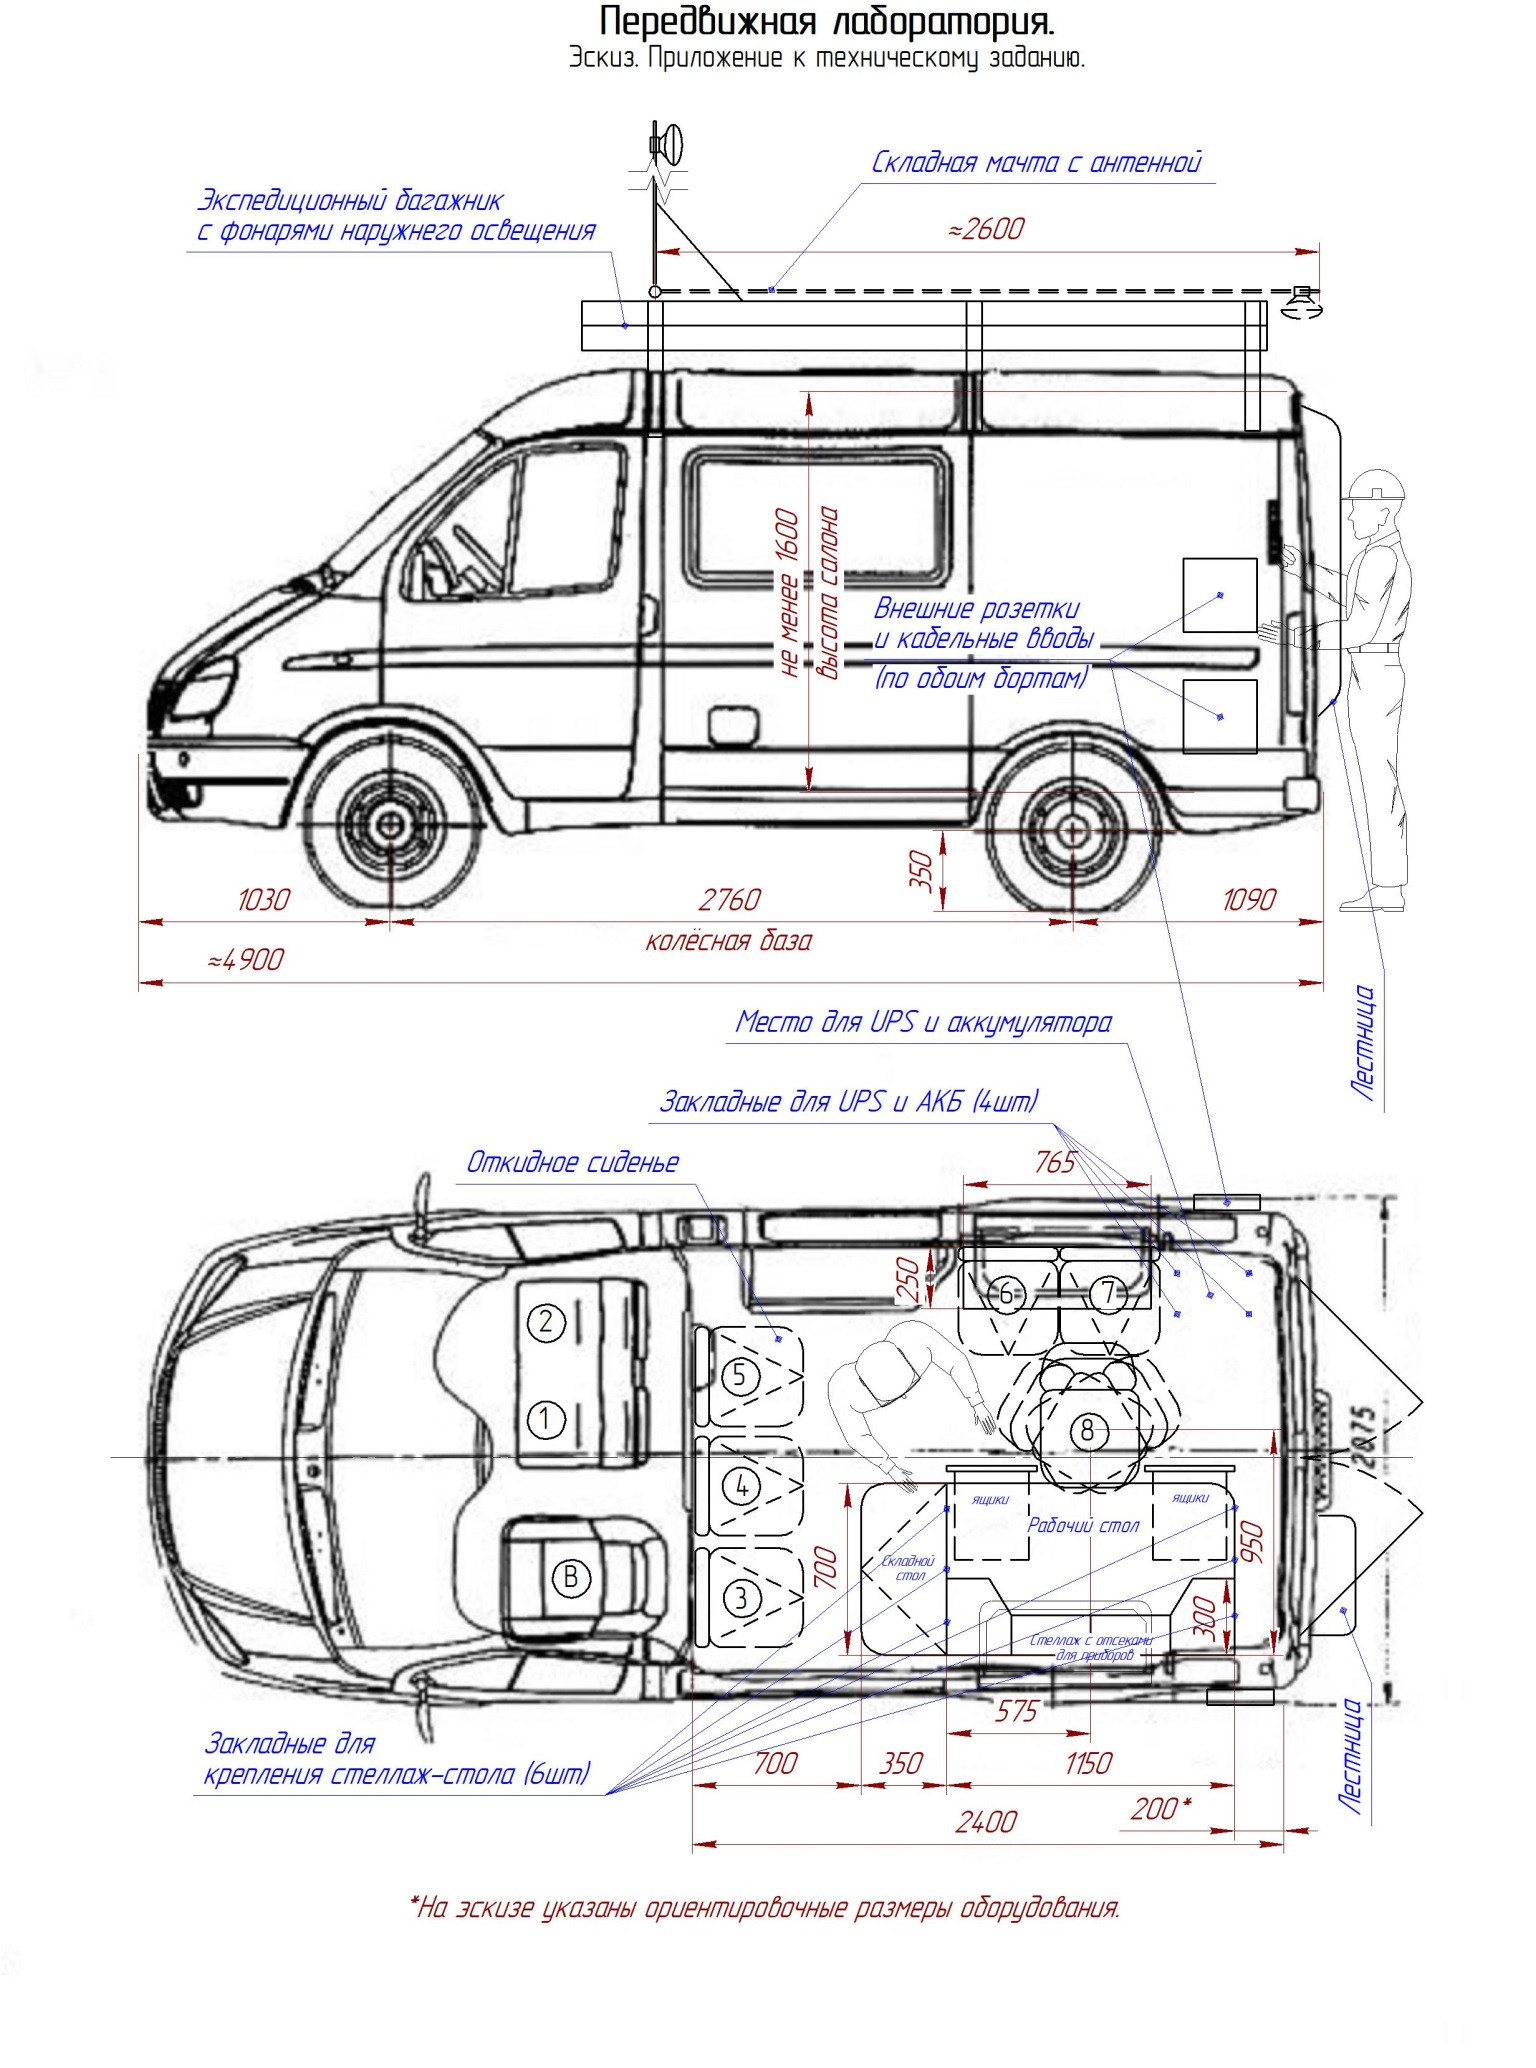 Передвижная лаборатория.
Эскиз. Приложение к техническому заданию.
Складная мачта с антенной
Экспедиционный багажник
с фонарями наружнего освещения
≈2600
не менее 1600
высота салона
Внешние розетки
и кабельные вводы
(по обоим бортам)
350
1030
2760
1090
колёсная база
≈4900
Лестница
Место для UPS и аккумулятора
Закладные для UPS и АКБ (4шт)
Откидное сиденье
765
250
6
7
2
1
5
8
4
3
В
2075
ящики
ящики
Рабочий стол
Складной
стол
700
950
300
Стеллаж с отсеками
для приборов
575
Закладные для
крепления стеллаж-стола (6шт)
700
350
1150
200*
2400
Лестница
*На эскизе указаны ориентировочные размеры оборудования.